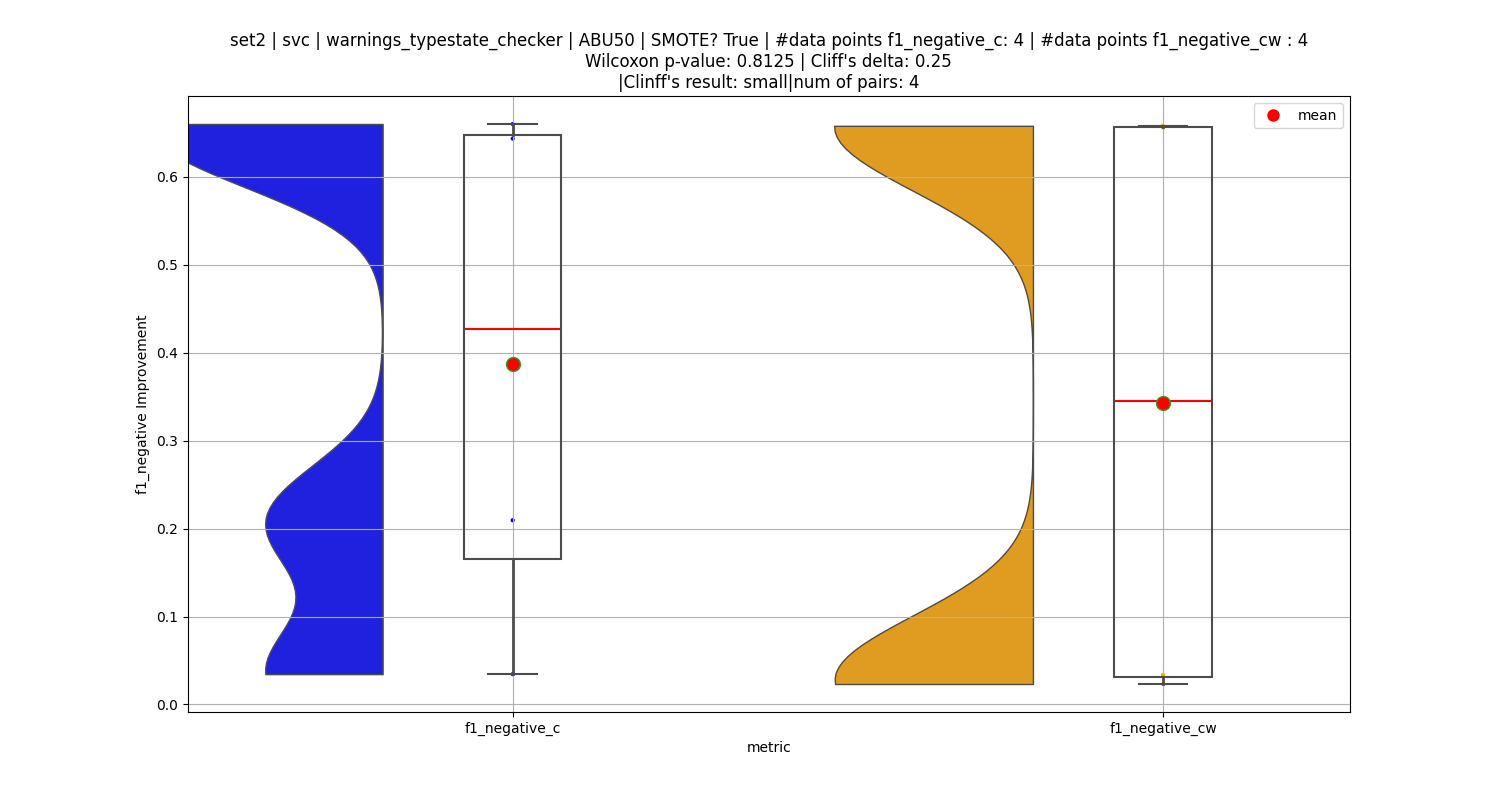 set2 | svc | warnings_typestate_checker | ABU50 | SMOTE? True | #data points f1_negative_c: 4 | #data points f1_negative_cw : 4
Wilcoxon p-value: 0.8125 | Cliff's delta: 0.25
|Clinff's result: small|num of pairs: 4
mean
0.6
0.5
0.4
0.3
0.2
0.1
0.0
f1_negative Improvement
f1_negative_c
f1_negative_cw
metric